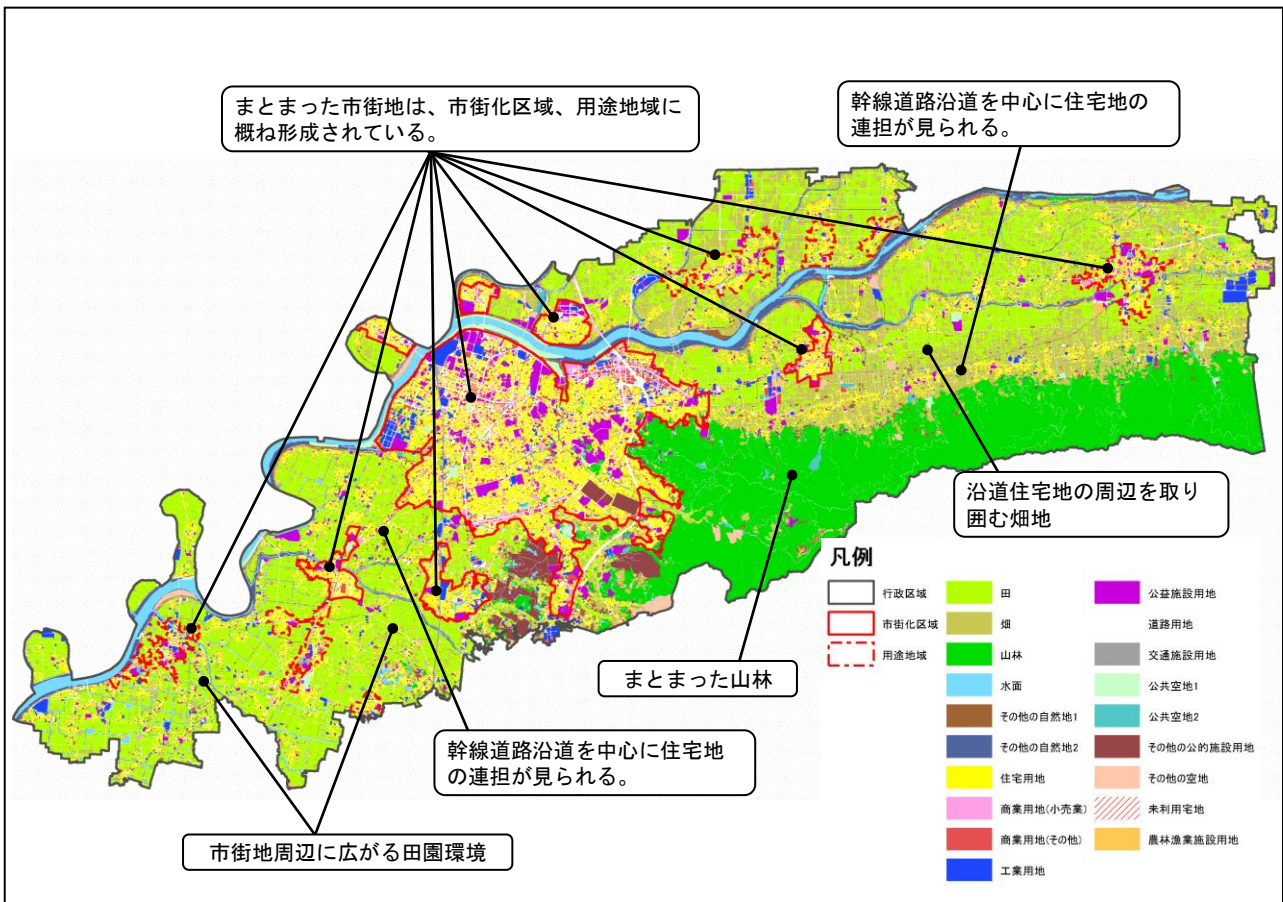 まとまった市街地は、市街化区域、用途地域に
概ね形成されている。
幹線道路沿道を中心に住宅地の
連担が見られる。
沿道住宅地の周辺を取り
囲む畑地
まとまった山林
幹線道路沿道を中心に住宅地
の連担が見られる。
市街地周辺に広がる田園環境
凡例
行政区域
市街化区域
用途地域
田
畑
山林
水面
その他の自然地1
その他の自然地2
住宅用地
商業用地(小売業)
商業用地(その他)
工業用地
公益施設用地
道路用地
交通施設用地
公共空地1
公共空地2
その他の公的施設用地
その他の空地
未利用宅地
農林漁業施設用地